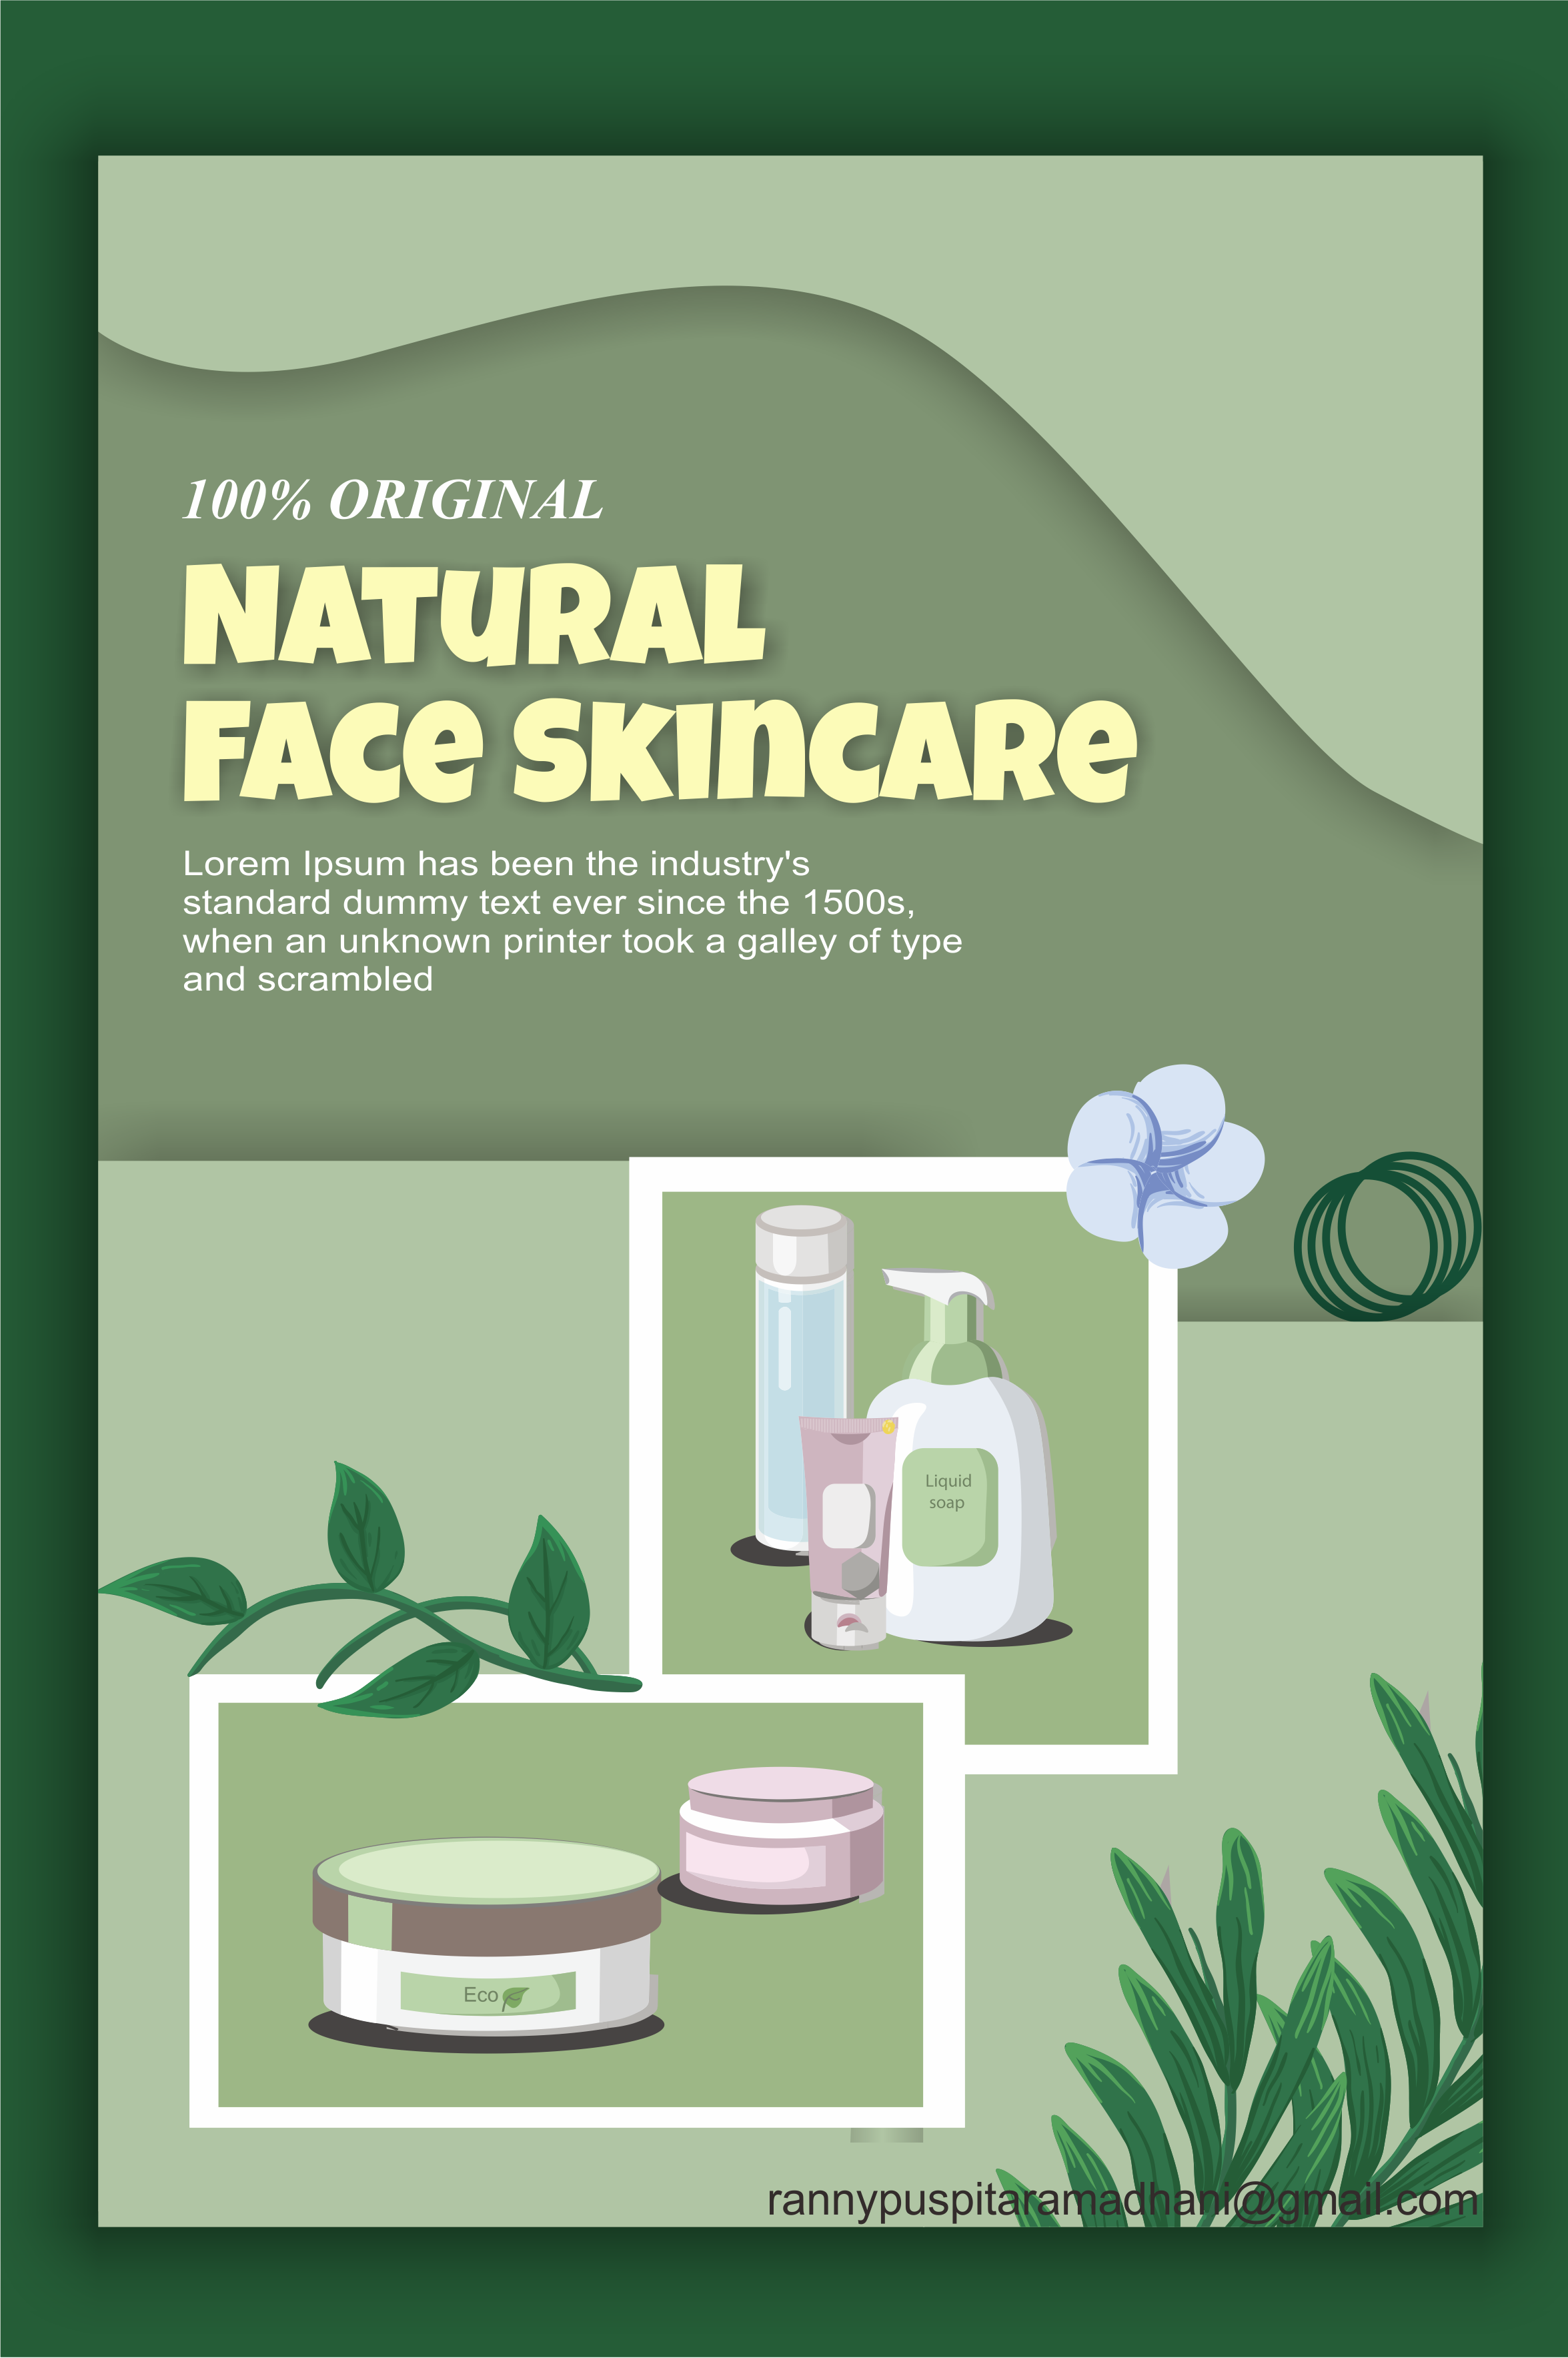 100% ORIGINAL
NATURAL
FACE SKINCARE
Lorem Ipsum has been the industry's
standard dummy text ever since the 1500s,
when an unknown printer took a galley of type
and scrambled
Liquid
soap
Eco
rannypuspitaramadhani@gmail.com